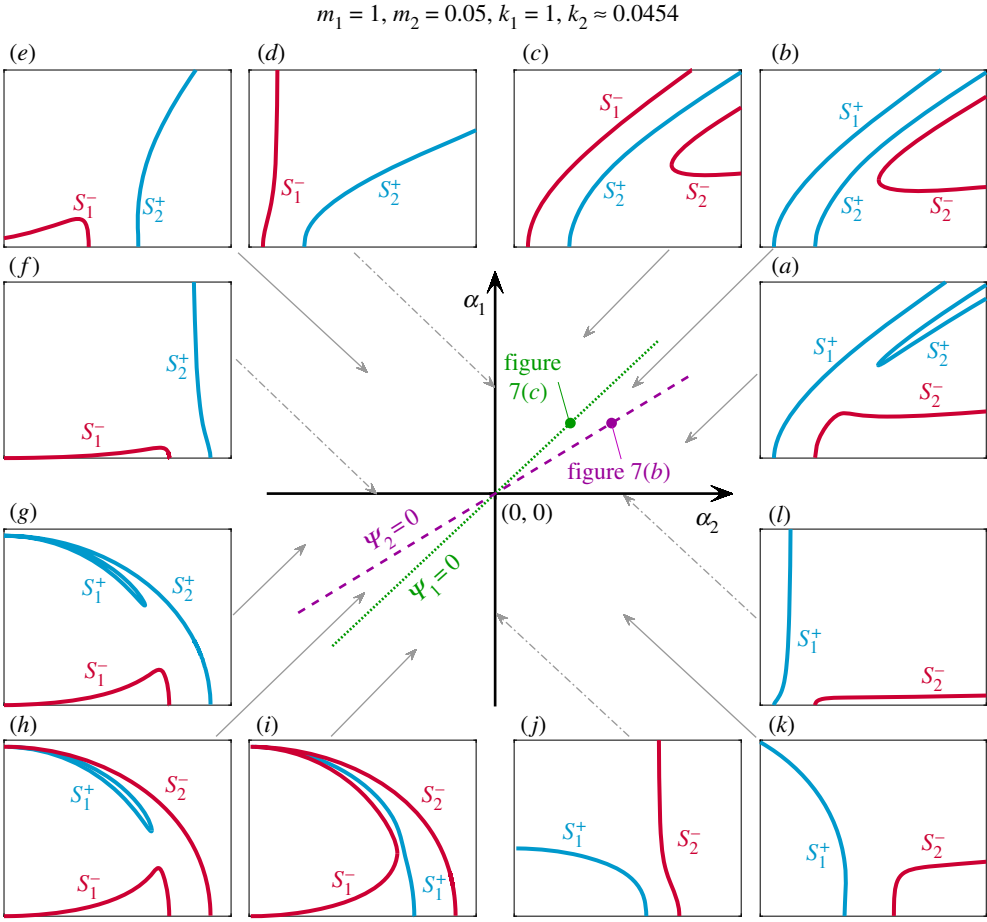 m₁ = 1, m₂ = 0.05, k₁ = 1, k₂ ≈ 0.0454
(e)
S₁⁻
S₂⁺
(d)
S₁⁻
S₂⁺
(c)
S₁⁻
S₂⁺
S₂⁻
(b)
S₁⁺
S₂⁺
S₂⁻
(f)
S₂⁺
S₁⁻
α₁
figure
7(c)
figure 7(b)
(0, 0)
α₂
Ψ₂ = 0
Ψ₁ = 0
(a)
S₁⁺
S₂⁺
S₂⁻
(g)
S₁⁺
S₂⁺
S₁⁻
(l)
S₁⁺
S₂⁻
(h)
S₁⁺
S₂⁻
S₁⁻
(i)
S₂⁻
S₁⁻
S₁⁺
(j)
S₁⁺
S₂⁻
(k)
S₁⁺
S₂⁻